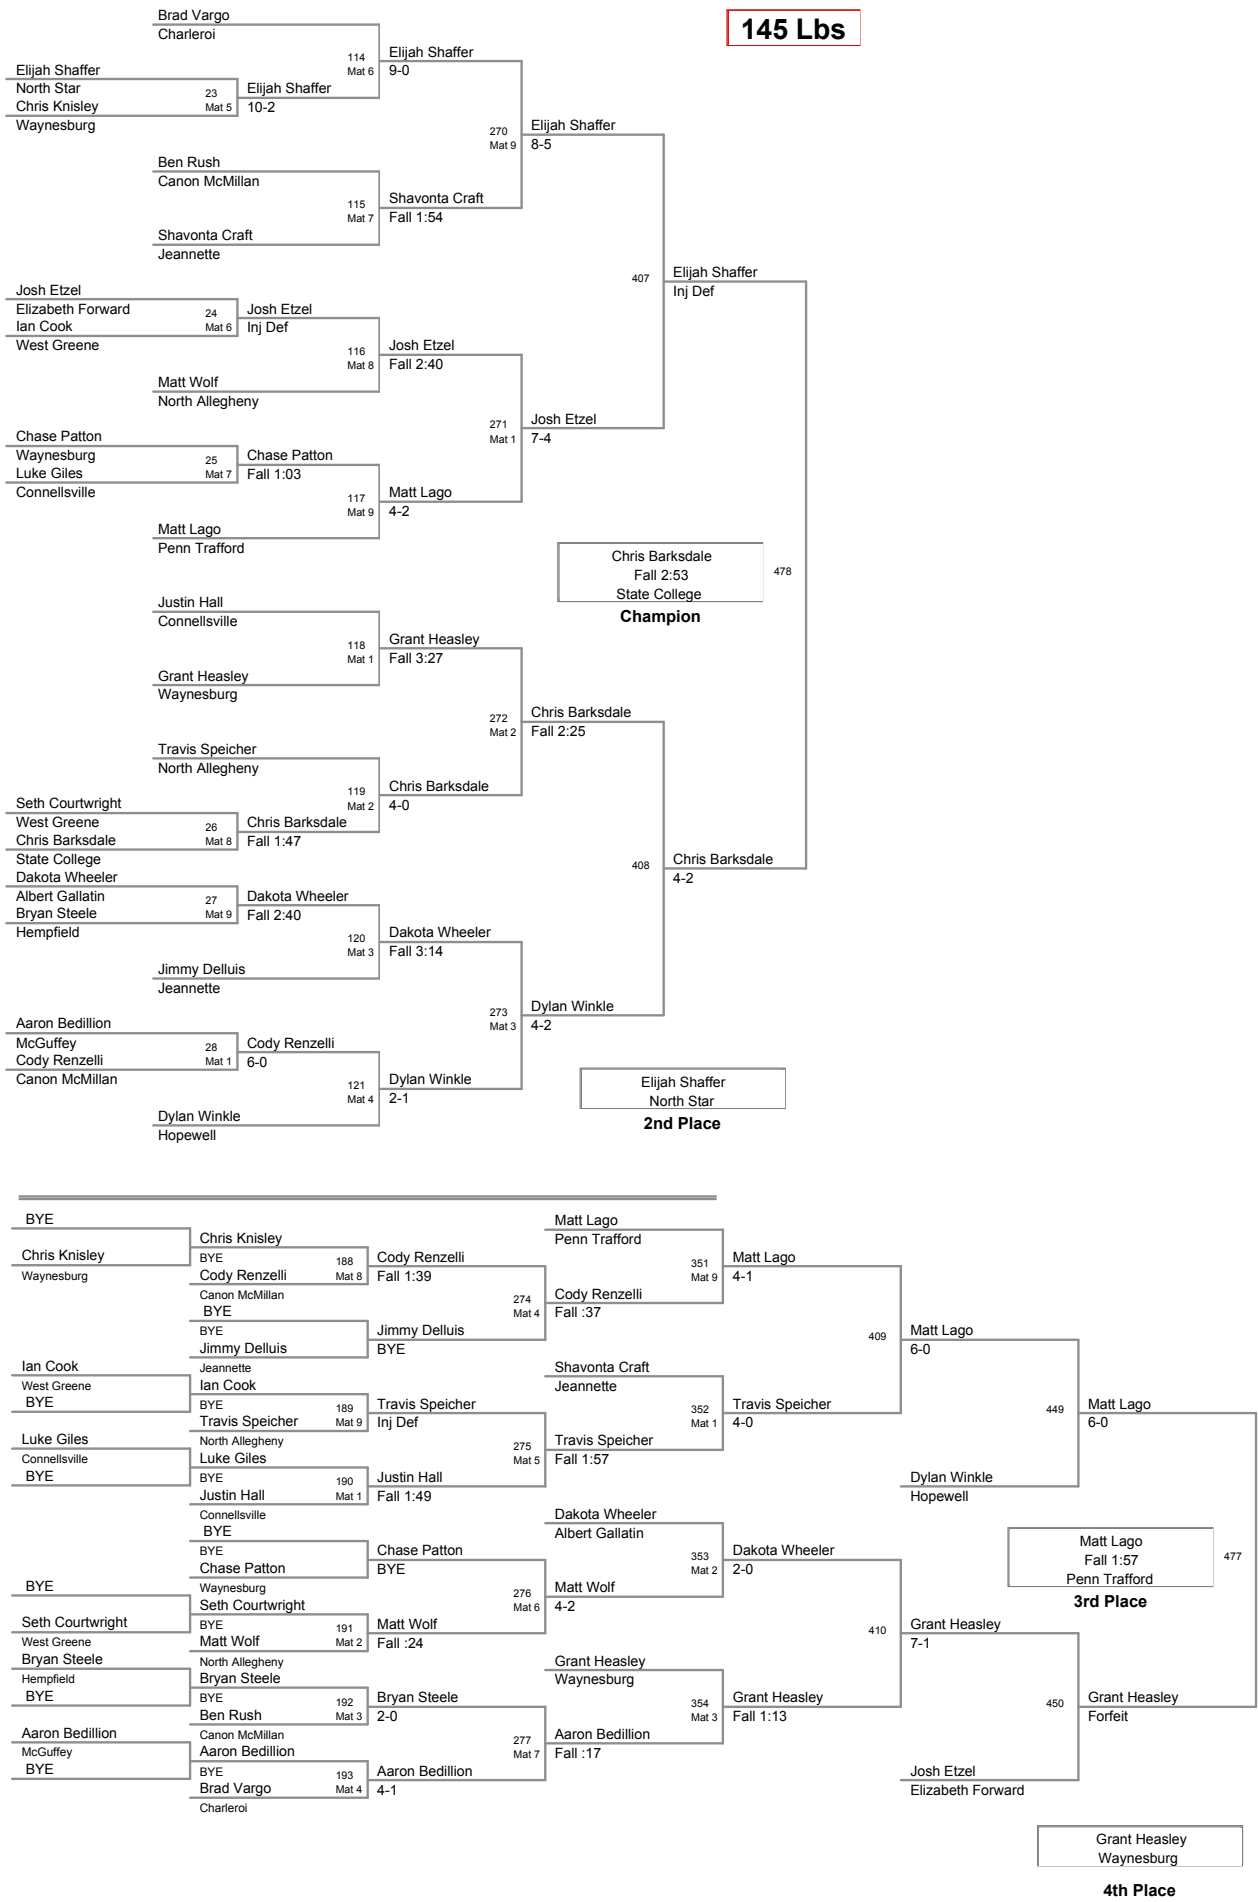 145 Lbs
Brad Vargo
Charleroi
114
Mat 6
Elijah Shaffer
9-0
Elijah Shaffer
North Star
Chris Knisley
Waynesburg
23
Mat 5
Elijah Shaffer
10-2
270
Mat 9
Elijah Shaffer
8-5
Ben Rush
Canon McMillan
115
Mat 7
Shavonta Craft
Fall 1:54
Shavonta Craft
Jeannette
407
Elijah Shaffer
Inj Def
Josh Etzel
Elizabeth Forward
Ian Cook
West Greene
24
Mat 6
Josh Etzel
Inj Def
116
Mat 8
Josh Etzel
Fall 2:40
Matt Wolf
North Allegheny
271
Mat 1
Josh Etzel
7-4
Chase Patton
Waynesburg
Luke Giles
Connellsville
25
Mat 7
Chase Patton
Fall 1:03
117
Mat 9
Matt Lago
4-2
Matt Lago
Penn Trafford
Chris Barksdale
Fall 2:53
State College
478
Champion
Justin Hall
Connellsville
118
Mat 1
Grant Heasley
Fall 3:27
Grant Heasley
Waynesburg
272
Mat 2
Chris Barksdale
Fall 2:25
Travis Speicher
North Allegheny
119
Mat 2
Chris Barksdale
4-0
Seth Courtwright
West Greene
Chris Barksdale
State College
26
Mat 8
Chris Barksdale
Fall 1:47
408
Chris Barksdale
4-2
Dakota Wheeler
Albert Gallatin
Bryan Steele
Hempfield
27
Mat 9
Dakota Wheeler
Fall 2:40
120
Mat 3
Dakota Wheeler
Fall 3:14
Jimmy Delluis
Jeannette
273
Mat 3
Dylan Winkle
4-2
Aaron Bedillion
McGuffey
Cody Renzelli
Canon McMillan
28
Mat 1
Cody Renzelli
6-0
121
Mat 4
Dylan Winkle
2-1
Dylan Winkle
Hopewell
Elijah Shaffer
North Star
2nd Place
BYE
Chris Knisley
Waynesburg
Chris Knisley
BYE
Cody Renzelli
Canon McMillan
188
Mat 8
Cody Renzelli
Fall 1:39
BYE
BYE
Jimmy Delluis
Jeannette
Jimmy Delluis
BYE
274
Mat 4
Cody Renzelli
Fall :37
Matt Lago
Penn Trafford
351
Mat 9
Matt Lago
4-1
Ian Cook
West Greene
BYE
Ian Cook
BYE
Travis Speicher
North Allegheny
189
Mat 9
Travis Speicher
Inj Def
Luke Giles
Connellsville
BYE
Luke Giles
BYE
Justin Hall
Connellsville
190
Mat 1
Justin Hall
Fall 1:49
275
Mat 5
Travis Speicher
Fall 1:57
Shavonta Craft
Jeannette
352
Mat 1
Travis Speicher
4-0
409
Matt Lago
6-0
Dylan Winkle
Hopewell
449
Matt Lago
6-0
BYE
BYE
Chase Patton
Waynesburg
Chase Patton
BYE
BYE
Seth Courtwright
West Greene
Seth Courtwright
BYE
Matt Wolf
North Allegheny
191
Mat 2
Matt Wolf
Fall :24
276
Mat 6
Matt Wolf
4-2
Dakota Wheeler
Albert Gallatin
353
Mat 2
Dakota Wheeler
2-0
Matt Lago
Fall 1:57
Penn Trafford
477
3rd Place
Bryan Steele
Hempfield
BYE
Bryan Steele
BYE
Ben Rush
Canon McMillan
192
Mat 3
Bryan Steele
2-0
Aaron Bedillion
McGuffey
BYE
Aaron Bedillion
BYE
Brad Vargo
Charleroi
193
Mat 4
Aaron Bedillion
4-1
277
Mat 7
Aaron Bedillion
Fall :17
Grant Heasley
Waynesburg
354
Mat 3
Grant Heasley
Fall 1:13
410
Grant Heasley
7-1
Josh Etzel
Elizabeth Forward
450
Grant Heasley
Forfeit
Grant Heasley
Waynesburg
4th Place